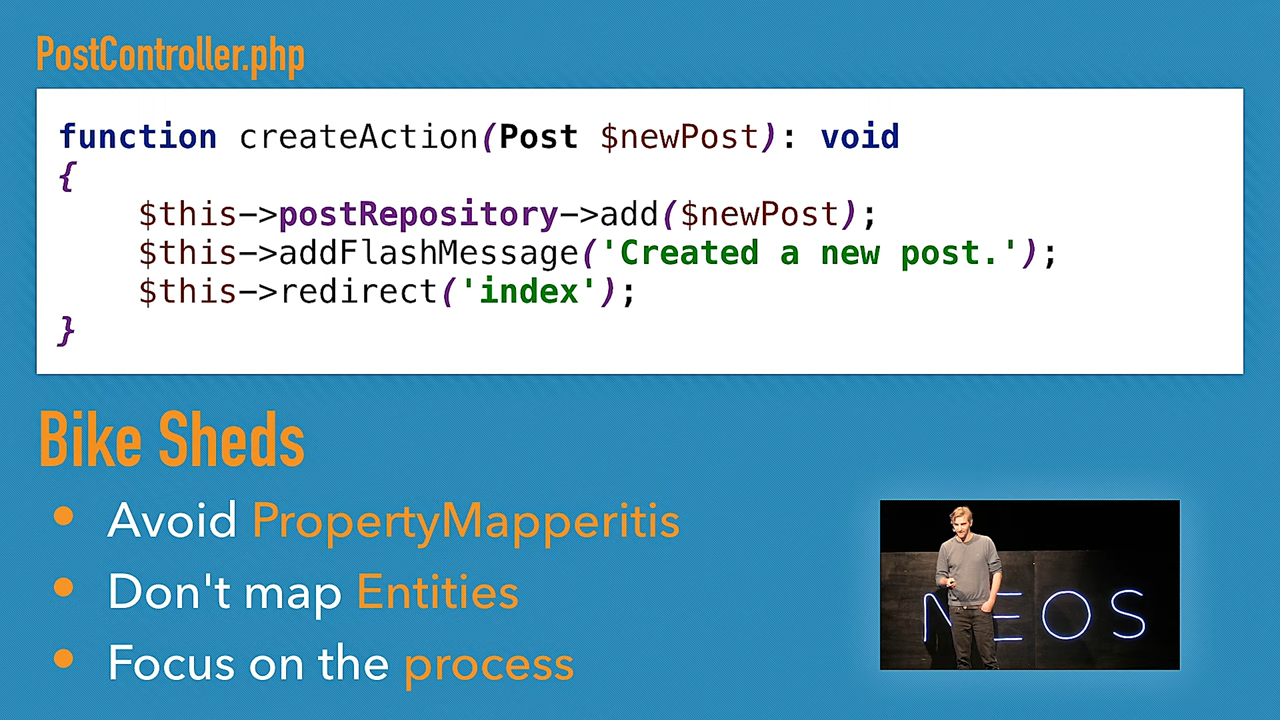 PostController.php
function createAction(Post $newPost): void
{
    $this->postRepository->add($newPost);
    $this->addFlashMessage('Created a new post.');
    $this->redirect('index');
}
Bike Sheds
• Avoid PropertyMapperitis
• Don't map Entities
• Focus on the process
NEOS